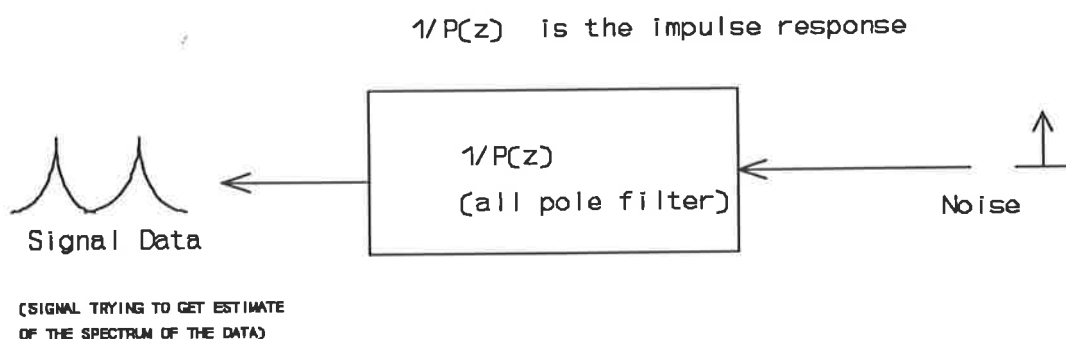 1/P(z) is the impulse response
1/P(z)
(all pole filter)
Noise
Signal Data
(SIGNAL TRYING TO GET ESTIMATE
OF THE SPECTRUM OF THE DATA)